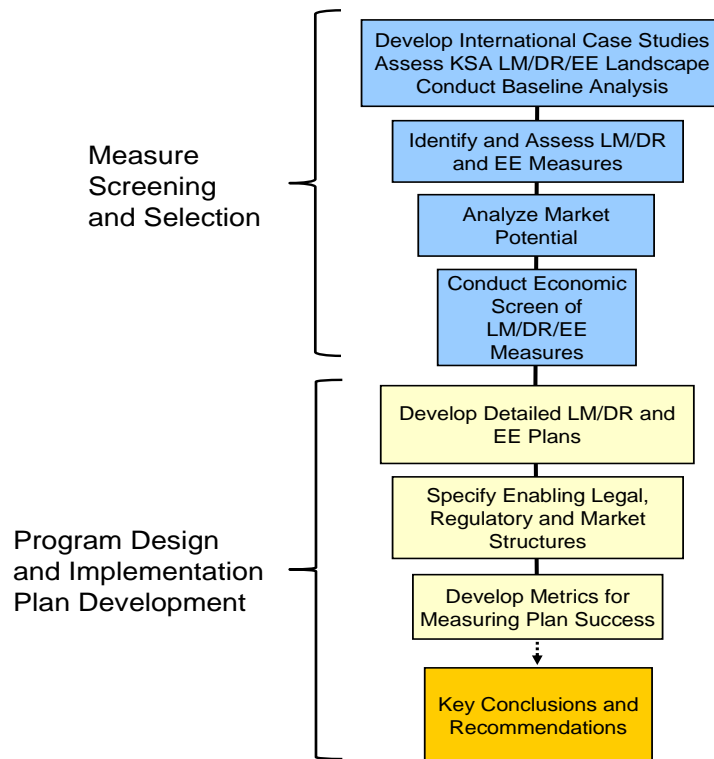 Develop International Case Studies
Assess KSA LM/DR/EE Landscape
Conduct Baseline Analysis
Measure
Screening
and Selection
Identify and Assess LM/DR
and EE Measures
Analyze Market
Potential
Conduct Economic
Screen of
LM/DR/EE
Measures
Program Design
and Implementation
Plan Development
Develop Detailed LM/DR and
EE Plans
Specify Enabling Legal,
Regulatory and Market
Structures
Develop Metrics for
Measuring Plan Success
Key Conclusions and
Recommendations